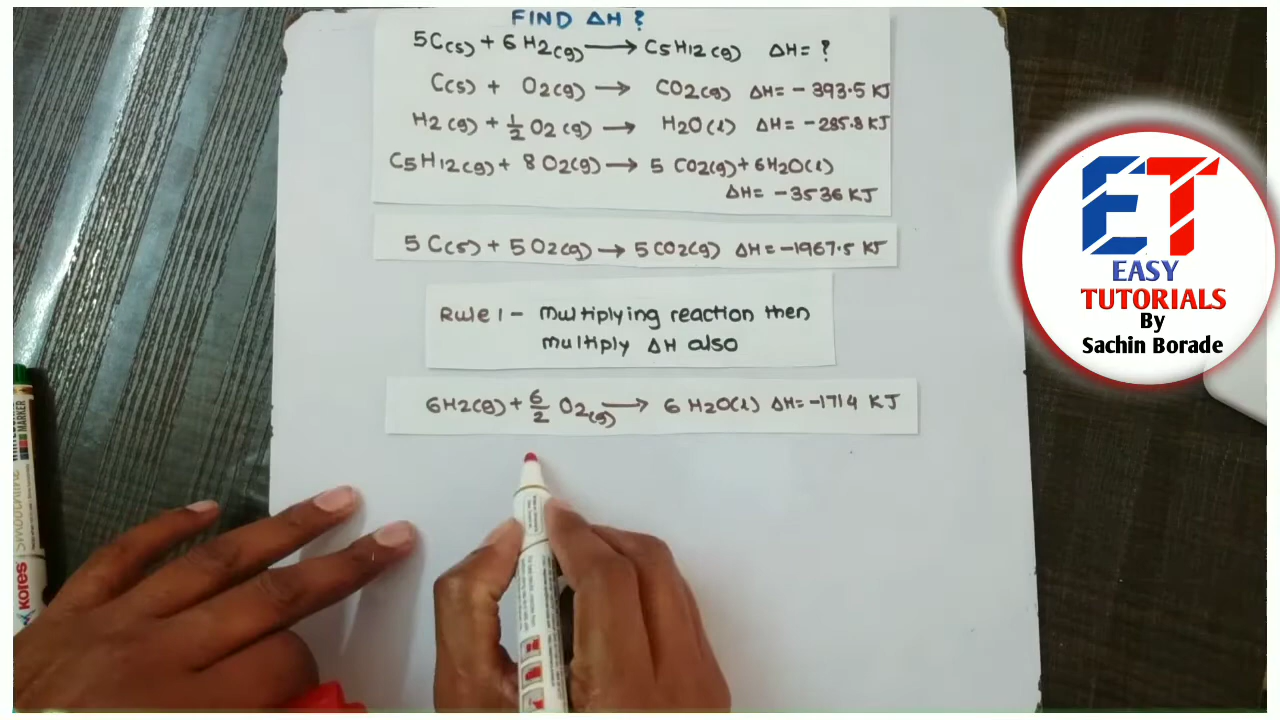 FIND ΔH ?
5C(s) + 6H2(g) → C5H12(g) ΔH = ?
C(s) + O2(g) → CO2(g) ΔH = -393.5 KJ
H2(g) + 1/2 O2(g) → H2O(l) ΔH = -285.8 KJ
C5H12(g) + 8 O2(g) → 5 CO2(g) + 6H2O(l)
ΔH = -3536 KJ
5 C(s) + 5 O2(g) → 5 CO2(g) ΔH = -1967.5 KJ
Rule 1 - Multiplying reaction then
multiply ΔH also
6H2(g) + 6/2 O2(g) → 6 H2O(l) ΔH = -1714 KJ
ET
EASY
TUTORIALS
By
Sachin Borade
KORES